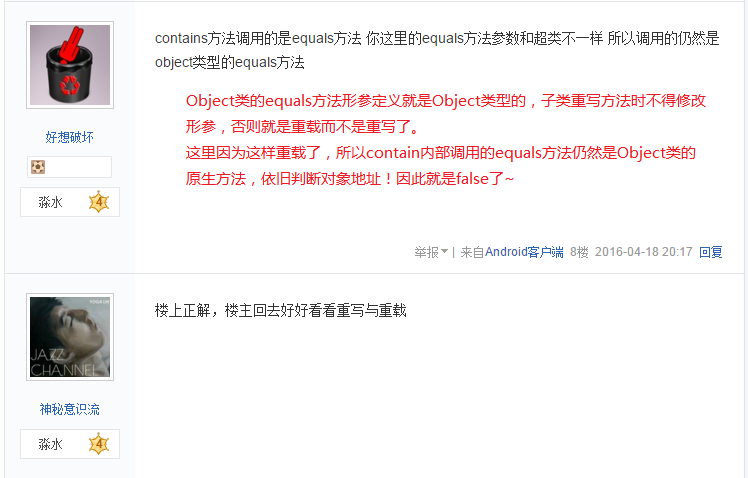 contains方法调用的是equals方法 你这里的equals方法参数和超类不一样 所以调用的仍然是
object类型的equals方法
Object类的equals方法形参定义就是Object类型的，子类重写方法时不得修改
形参，否则就是重载而不是重写了。
这里因为这样重载了，所以contain内部调用的equals方法仍然是Object类的
原生方法，依旧判断对象地址！因此就是false了~
好想破坏
淼水 4
举报 | 来自Android客户端 8楼 2016-04-18 20:17 回复
楼上正解，楼主回去好好看看重写与重载
JAZZ
CHANNEL
神秘意识流
淼水 4